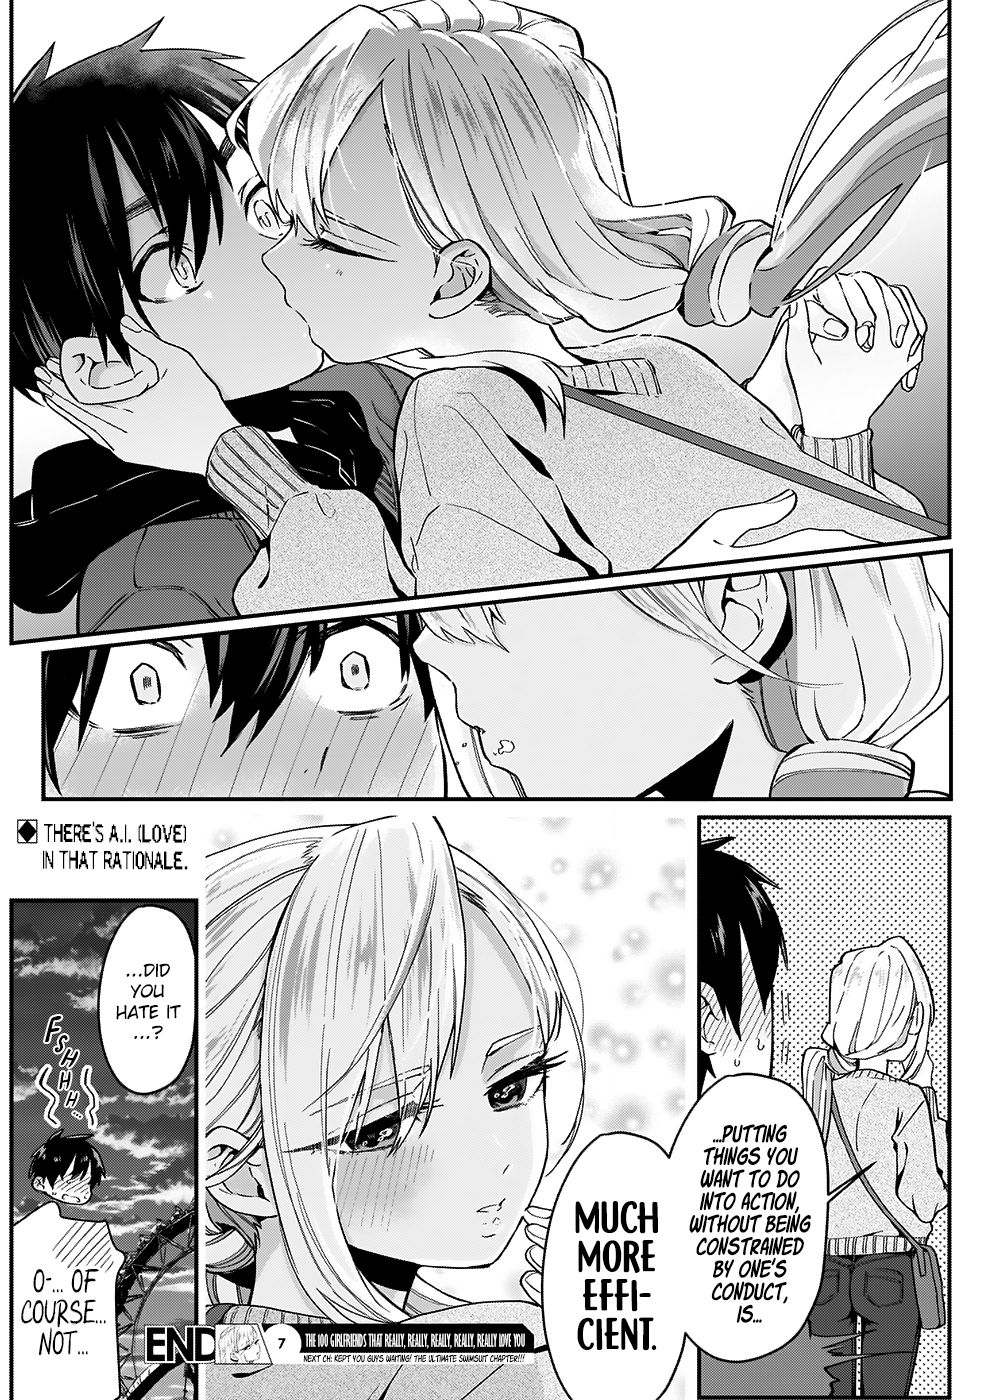 ...PUTTING
THINGS YOU
WANT TO DO
INTO ACTION,
WITHOUT BEING
CONSTRAINED
BY ONE'S
CONDUCT,
IS...
MUCH
MORE
EFFI-
CIENT.
◆ THERE'S A.I. (LOVE)
IN THAT RATIONALE.
...DID
YOU
HATE IT
...?
FSHHH...
O-... OF
COURSE...
NOT...
END
7
THE 100 GIRLFRIENDS THAT REALLY, REALLY, REALLY, REALLY, REALLY LOVE YOU
NEXT CH: KEPT YOU GUYS WAITING! THE ULTIMATE SWIMSUIT CHAPTER!!!